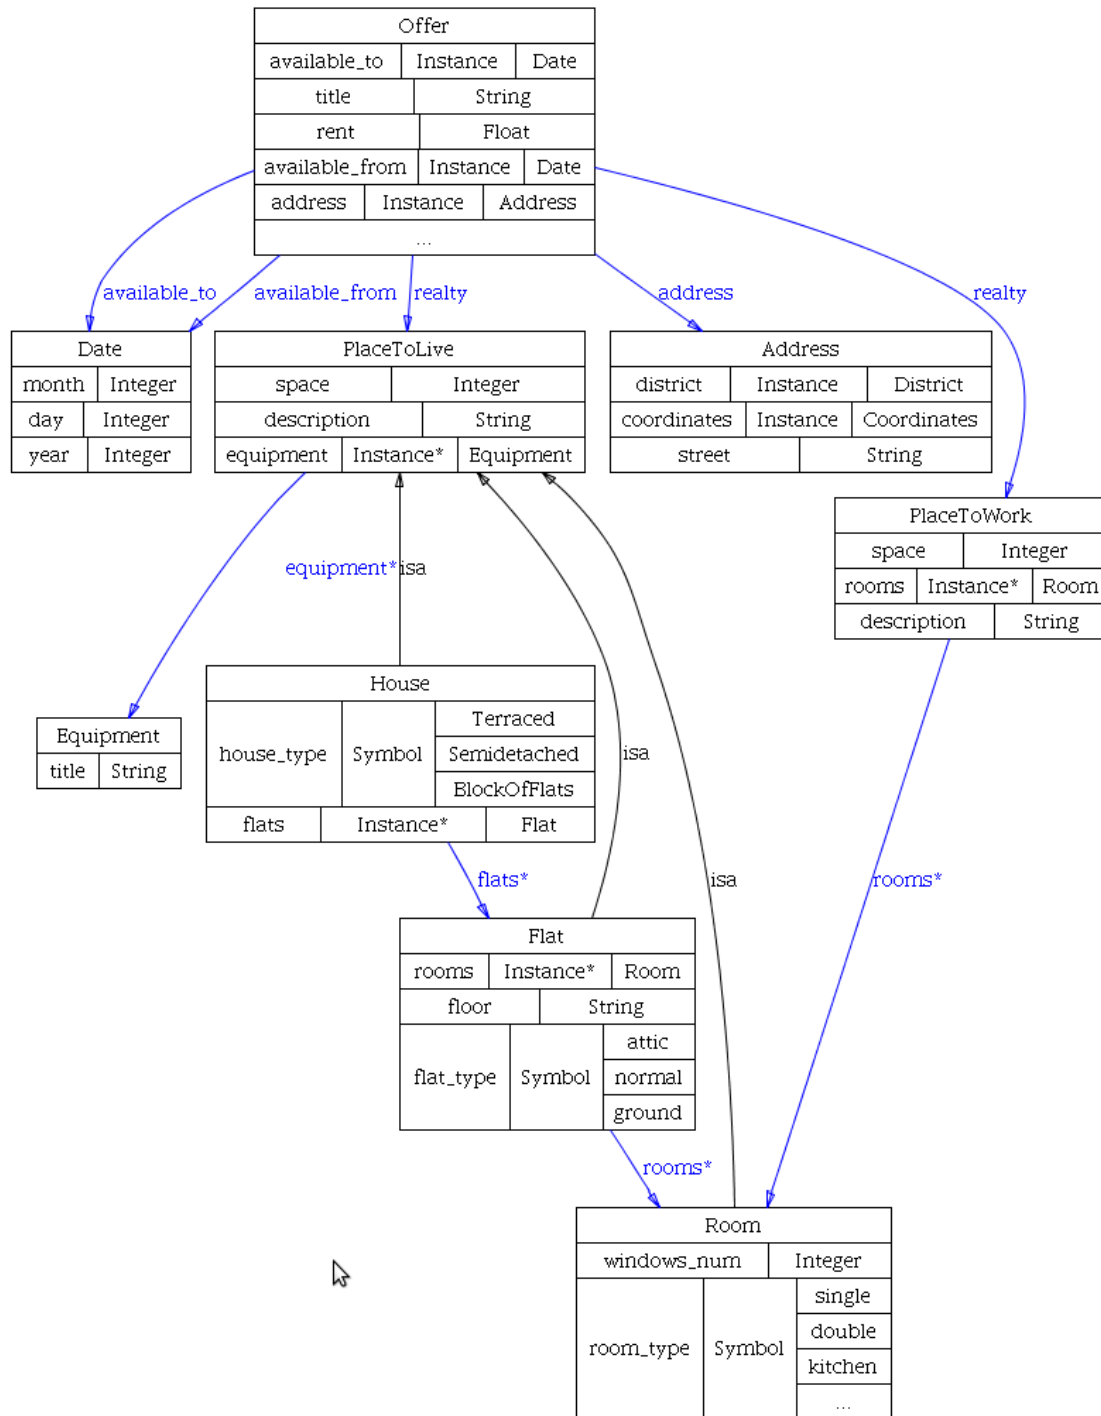 Offer
available_to Instance Date
title String
rent Float
available_from Instance Date
address Instance Address
...
available_to available_from realty address realty
Date
month Integer
day Integer
year Integer
PlaceToLive
space Integer
description String
equipment Instance* Equipment
Address
district Instance District
coordinates Instance Coordinates
street String
PlaceToWork
space Integer
rooms Instance* Room
description String
equipment* isa
Equipment
title String
House
house_type Symbol Terraced
Semidetached
BlockOfFlats
flats Instance* Flat
isa
flats* isa rooms*
Flat
rooms Instance* Room
floor String
flat_type Symbol attic
normal
ground
rooms*
Room
windows_num Integer
room_type Symbol single
double
kitchen
...